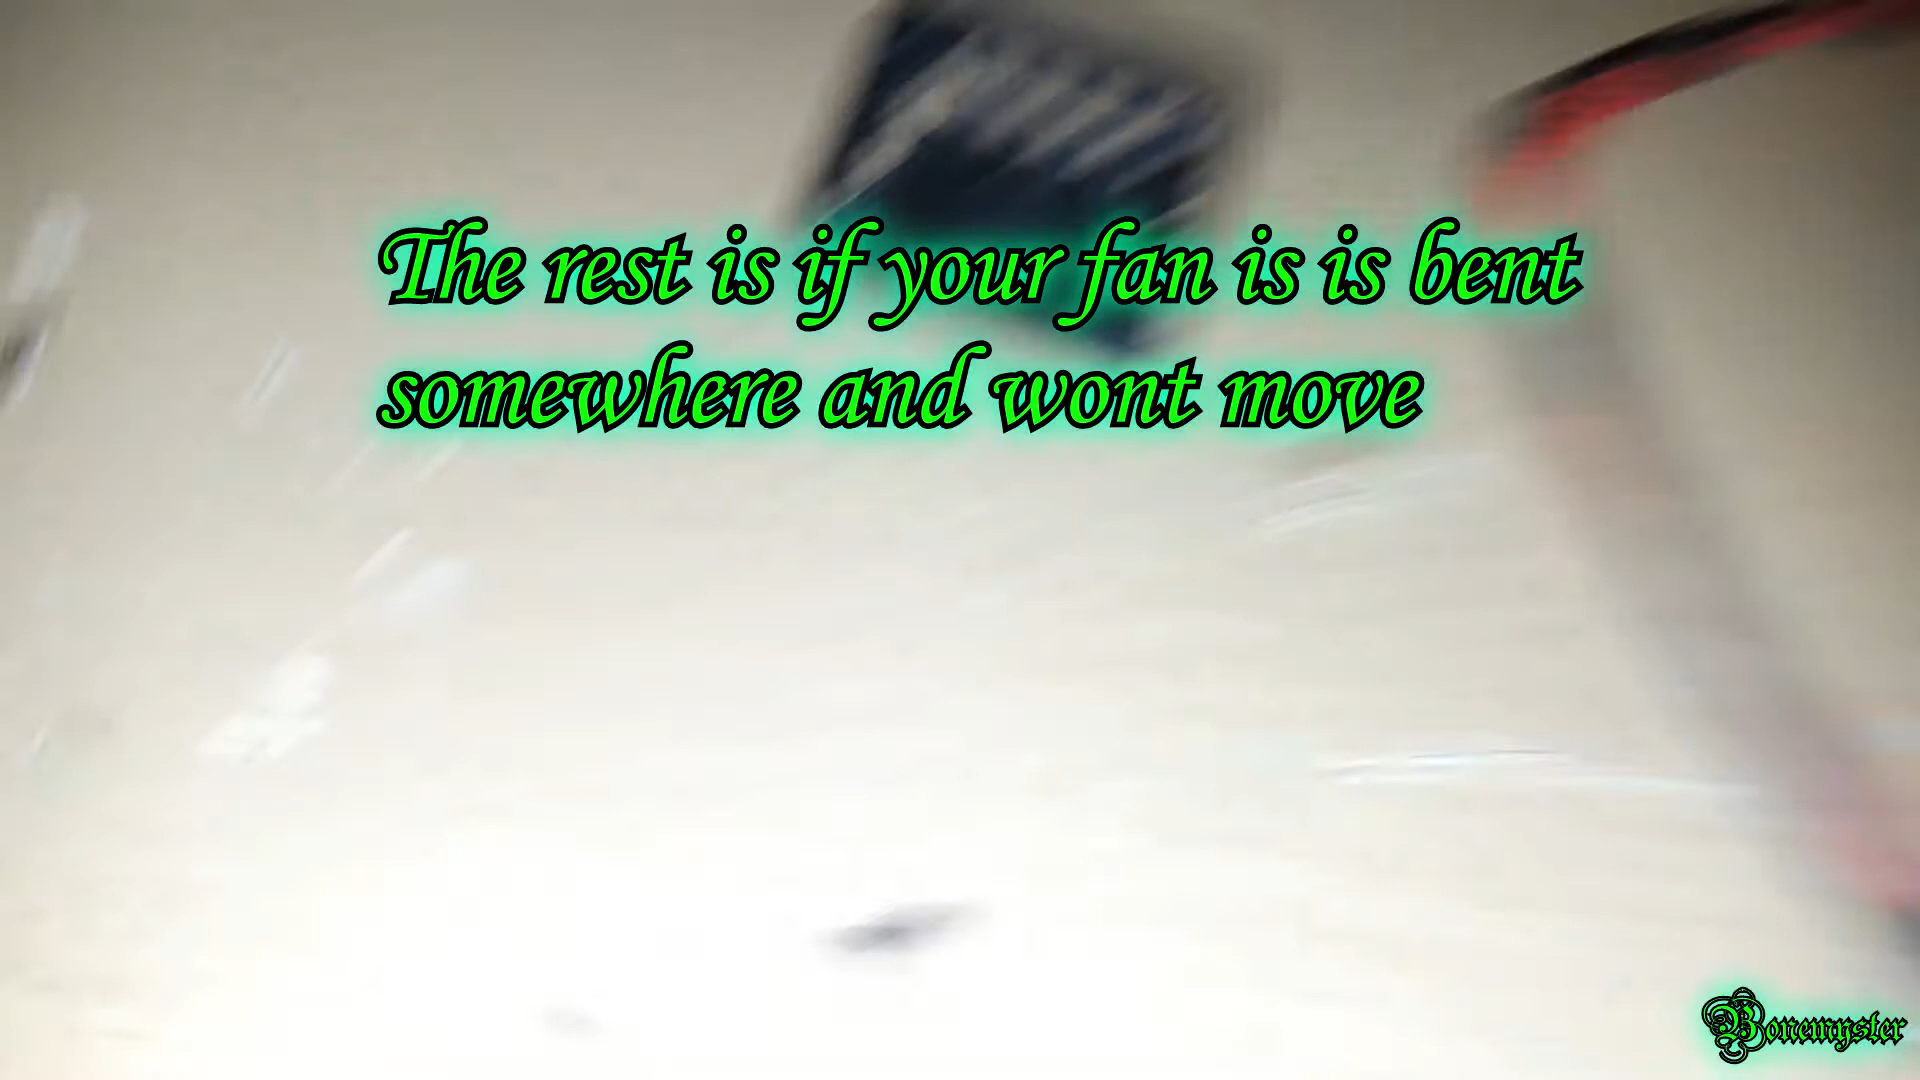 The rest is if your fan is is bent
somewhere and wont move
Bonemyster